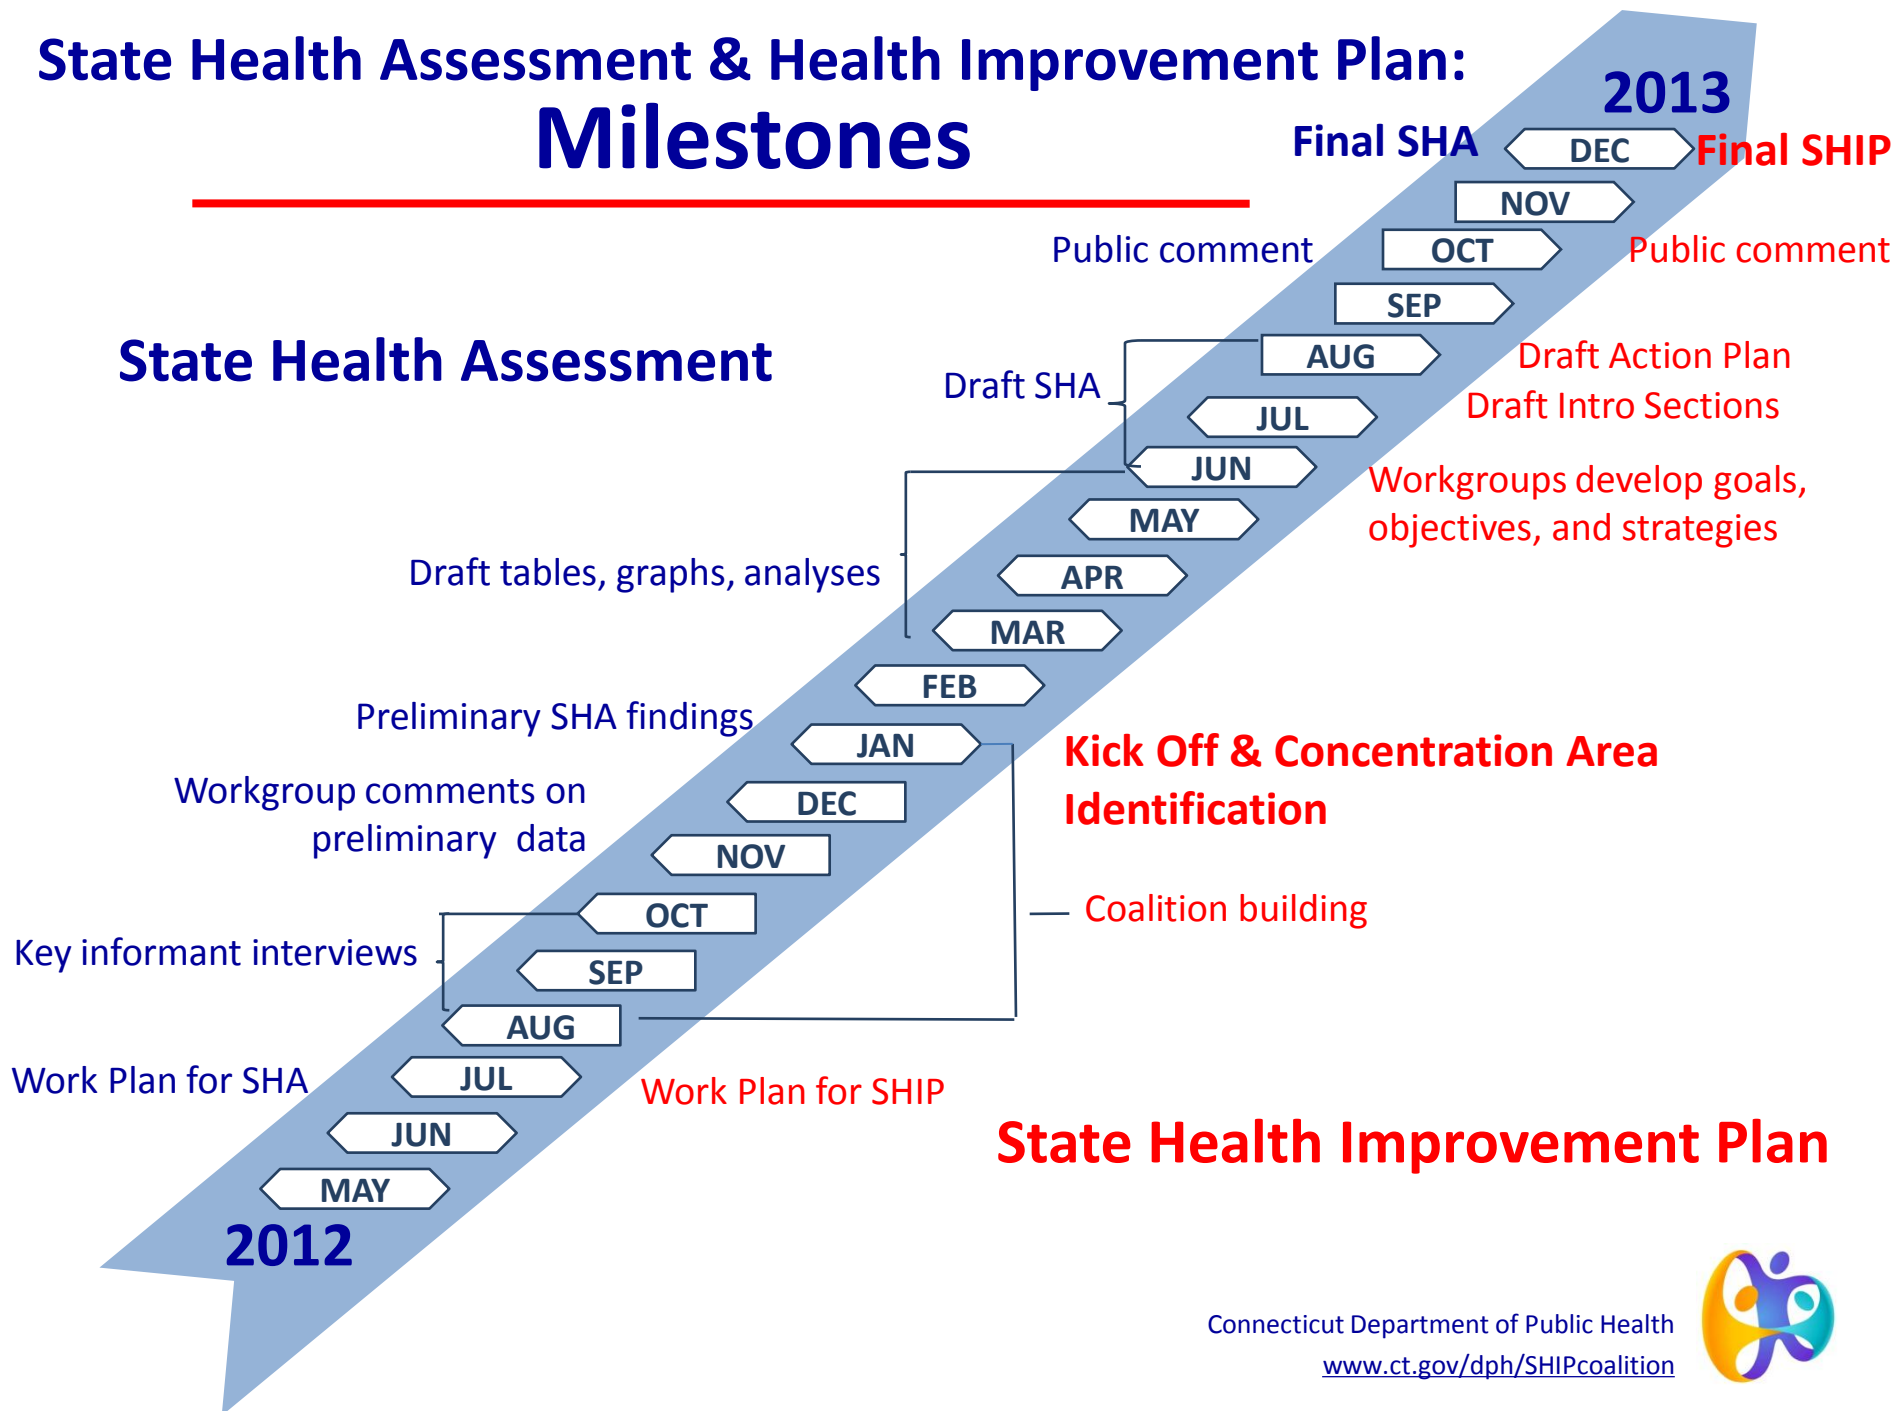 State Health Assessment & Health Improvement Plan:
Milestones
2013
Final SHA
DEC
Final SHIP
NOV
Public comment
OCT
Public comment
SEP
State Health Assessment
AUG
Draft Action Plan
Draft SHA
JUL
Draft Intro Sections
JUN
Workgroups develop goals,
objectives, and strategies
MAY
Draft tables, graphs, analyses
APR
MAR
FEB
Preliminary SHA findings
JAN
Kick Off & Concentration Area
Identification
Workgroup comments on
preliminary  data
DEC
NOV
OCT
Coalition building
Key informant interviews
SEP
AUG
Work Plan for SHA
JUL
Work Plan for SHIP
JUN
State Health Improvement Plan
MAY
2012
Connecticut Department of Public Health
www.ct.gov/dph/SHIPcoalition